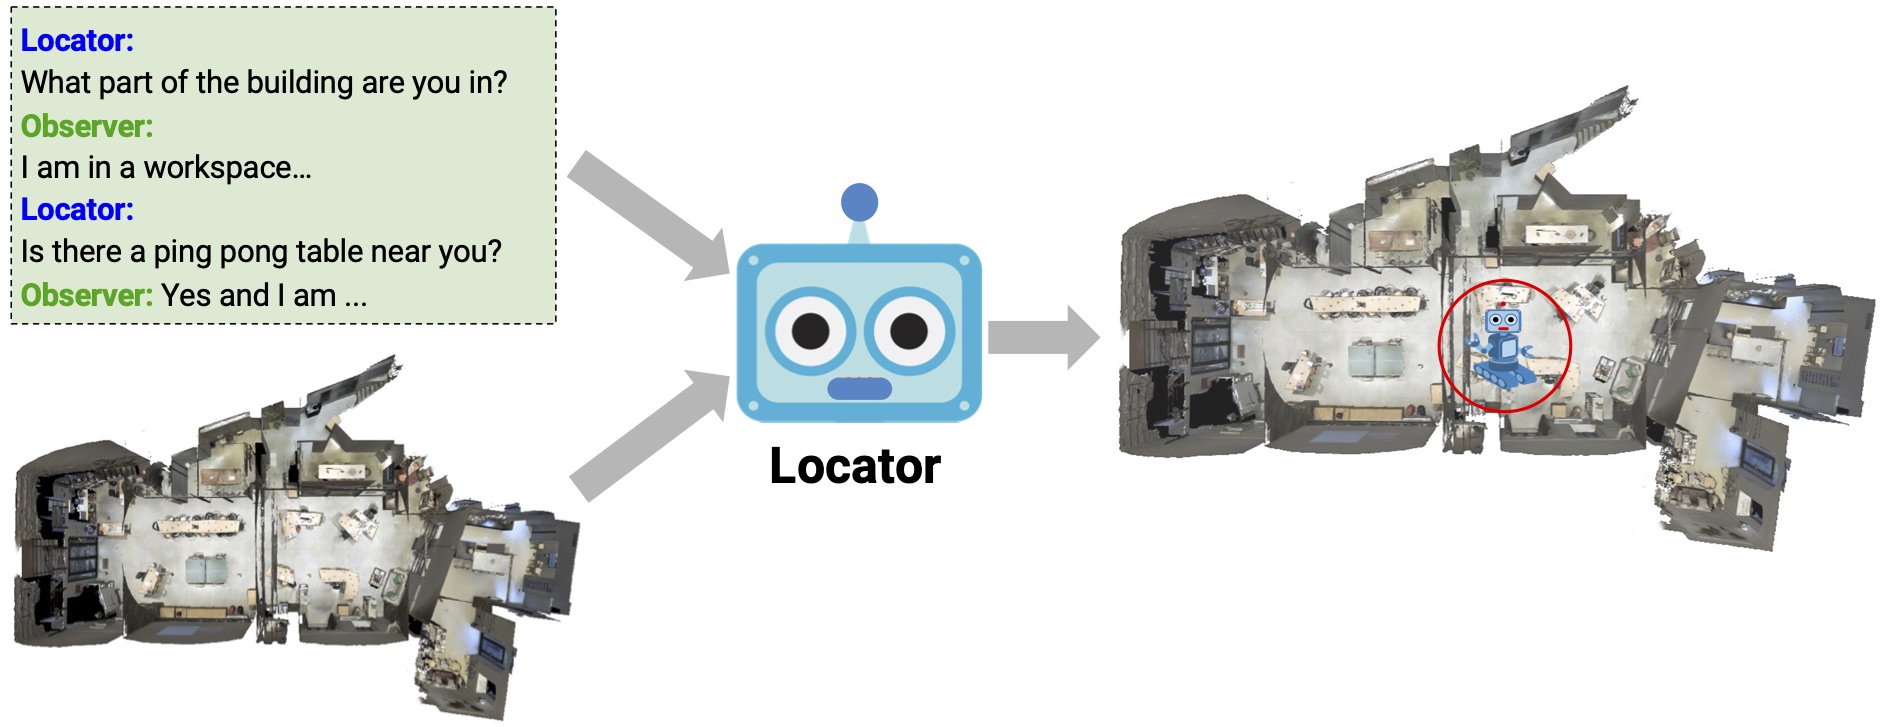 Locator:
What part of the building are you in?
Observer:
I am in a workspace...
Locator:
Is there a ping pong table near you?
Observer: Yes and I am ...
Locator